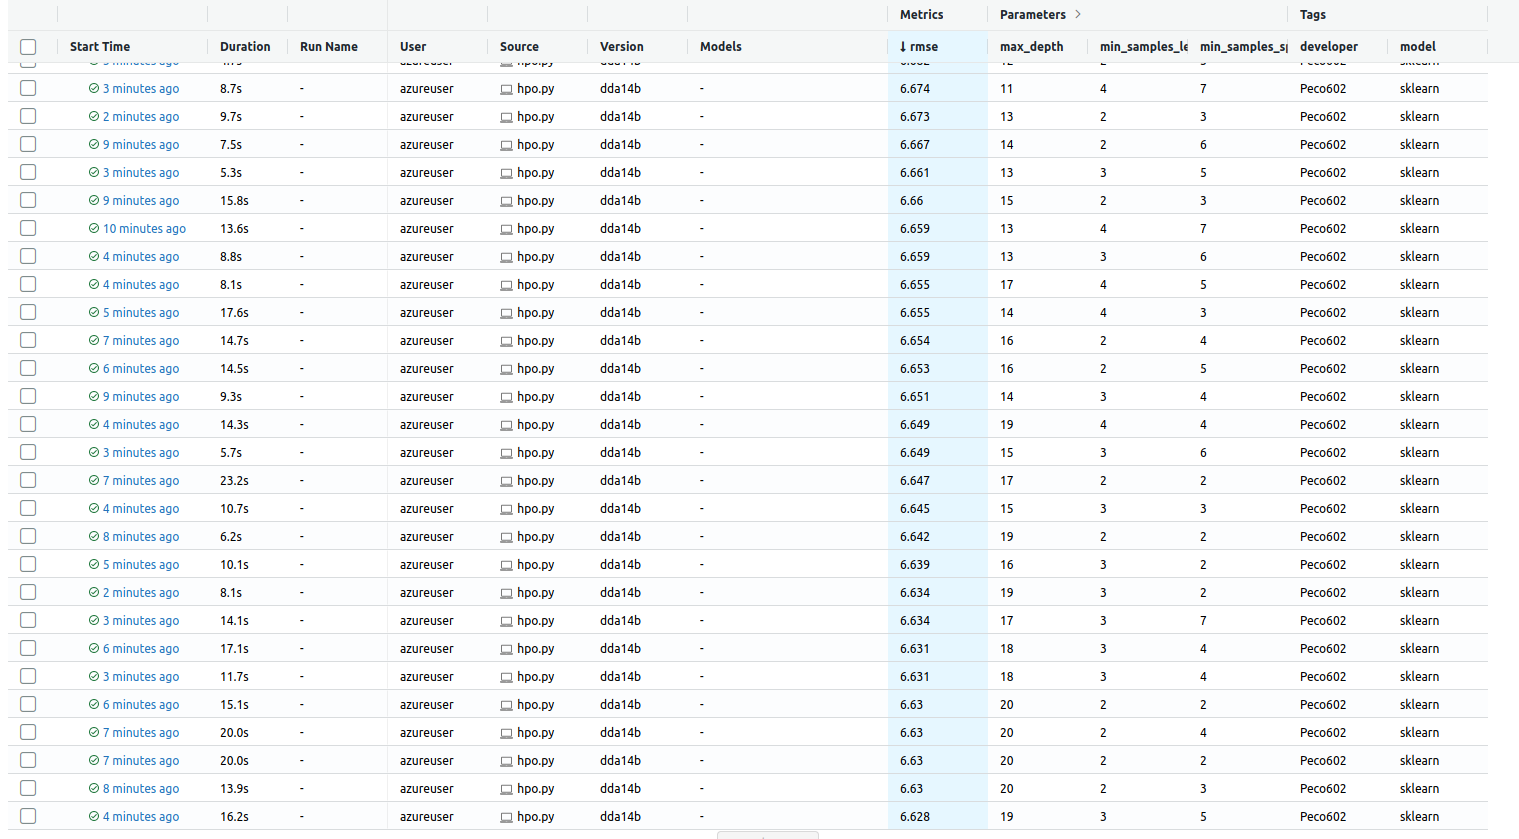 Metrics Parameters Tags
Start Time Duration Run Name User Source Version Models ↓ rmse max_depth min_samples_le min_samples_sp developer model
3 minutes ago 8.7s - azureuser hpo.py dda14b - 6.674 11 4 7 Peco602 sklearn
2 minutes ago 9.7s - azureuser hpo.py dda14b - 6.673 13 2 3 Peco602 sklearn
9 minutes ago 7.5s - azureuser hpo.py dda14b - 6.667 14 2 6 Peco602 sklearn
3 minutes ago 5.3s - azureuser hpo.py dda14b - 6.661 13 3 5 Peco602 sklearn
9 minutes ago 15.8s - azureuser hpo.py dda14b - 6.66 15 2 3 Peco602 sklearn
10 minutes ago 13.6s - azureuser hpo.py dda14b - 6.659 13 4 7 Peco602 sklearn
4 minutes ago 8.8s - azureuser hpo.py dda14b - 6.659 13 3 6 Peco602 sklearn
4 minutes ago 8.1s - azureuser hpo.py dda14b - 6.655 17 4 5 Peco602 sklearn
5 minutes ago 17.6s - azureuser hpo.py dda14b - 6.655 14 4 3 Peco602 sklearn
7 minutes ago 14.7s - azureuser hpo.py dda14b - 6.654 16 2 4 Peco602 sklearn
6 minutes ago 14.5s - azureuser hpo.py dda14b - 6.653 16 2 5 Peco602 sklearn
9 minutes ago 9.3s - azureuser hpo.py dda14b - 6.651 14 3 4 Peco602 sklearn
4 minutes ago 14.3s - azureuser hpo.py dda14b - 6.649 19 4 4 Peco602 sklearn
3 minutes ago 5.7s - azureuser hpo.py dda14b - 6.649 15 3 6 Peco602 sklearn
7 minutes ago 23.2s - azureuser hpo.py dda14b - 6.647 17 2 2 Peco602 sklearn
4 minutes ago 10.7s - azureuser hpo.py dda14b - 6.645 15 3 3 Peco602 sklearn
8 minutes ago 6.2s - azureuser hpo.py dda14b - 6.642 19 2 2 Peco602 sklearn
5 minutes ago 10.1s - azureuser hpo.py dda14b - 6.639 16 3 2 Peco602 sklearn
2 minutes ago 8.1s - azureuser hpo.py dda14b - 6.634 19 3 2 Peco602 sklearn
3 minutes ago 14.1s - azureuser hpo.py dda14b - 6.634 17 3 7 Peco602 sklearn
6 minutes ago 17.1s - azureuser hpo.py dda14b - 6.631 18 3 4 Peco602 sklearn
3 minutes ago 11.7s - azureuser hpo.py dda14b - 6.631 18 3 4 Peco602 sklearn
6 minutes ago 15.1s - azureuser hpo.py dda14b - 6.63 20 2 2 Peco602 sklearn
7 minutes ago 20.0s - azureuser hpo.py dda14b - 6.63 20 2 4 Peco602 sklearn
7 minutes ago 20.0s - azureuser hpo.py dda14b - 6.63 20 2 2 Peco602 sklearn
8 minutes ago 13.9s - azureuser hpo.py dda14b - 6.63 20 2 3 Peco602 sklearn
4 minutes ago 16.2s - azureuser hpo.py dda14b - 6.628 19 3 5 Peco602 sklearn